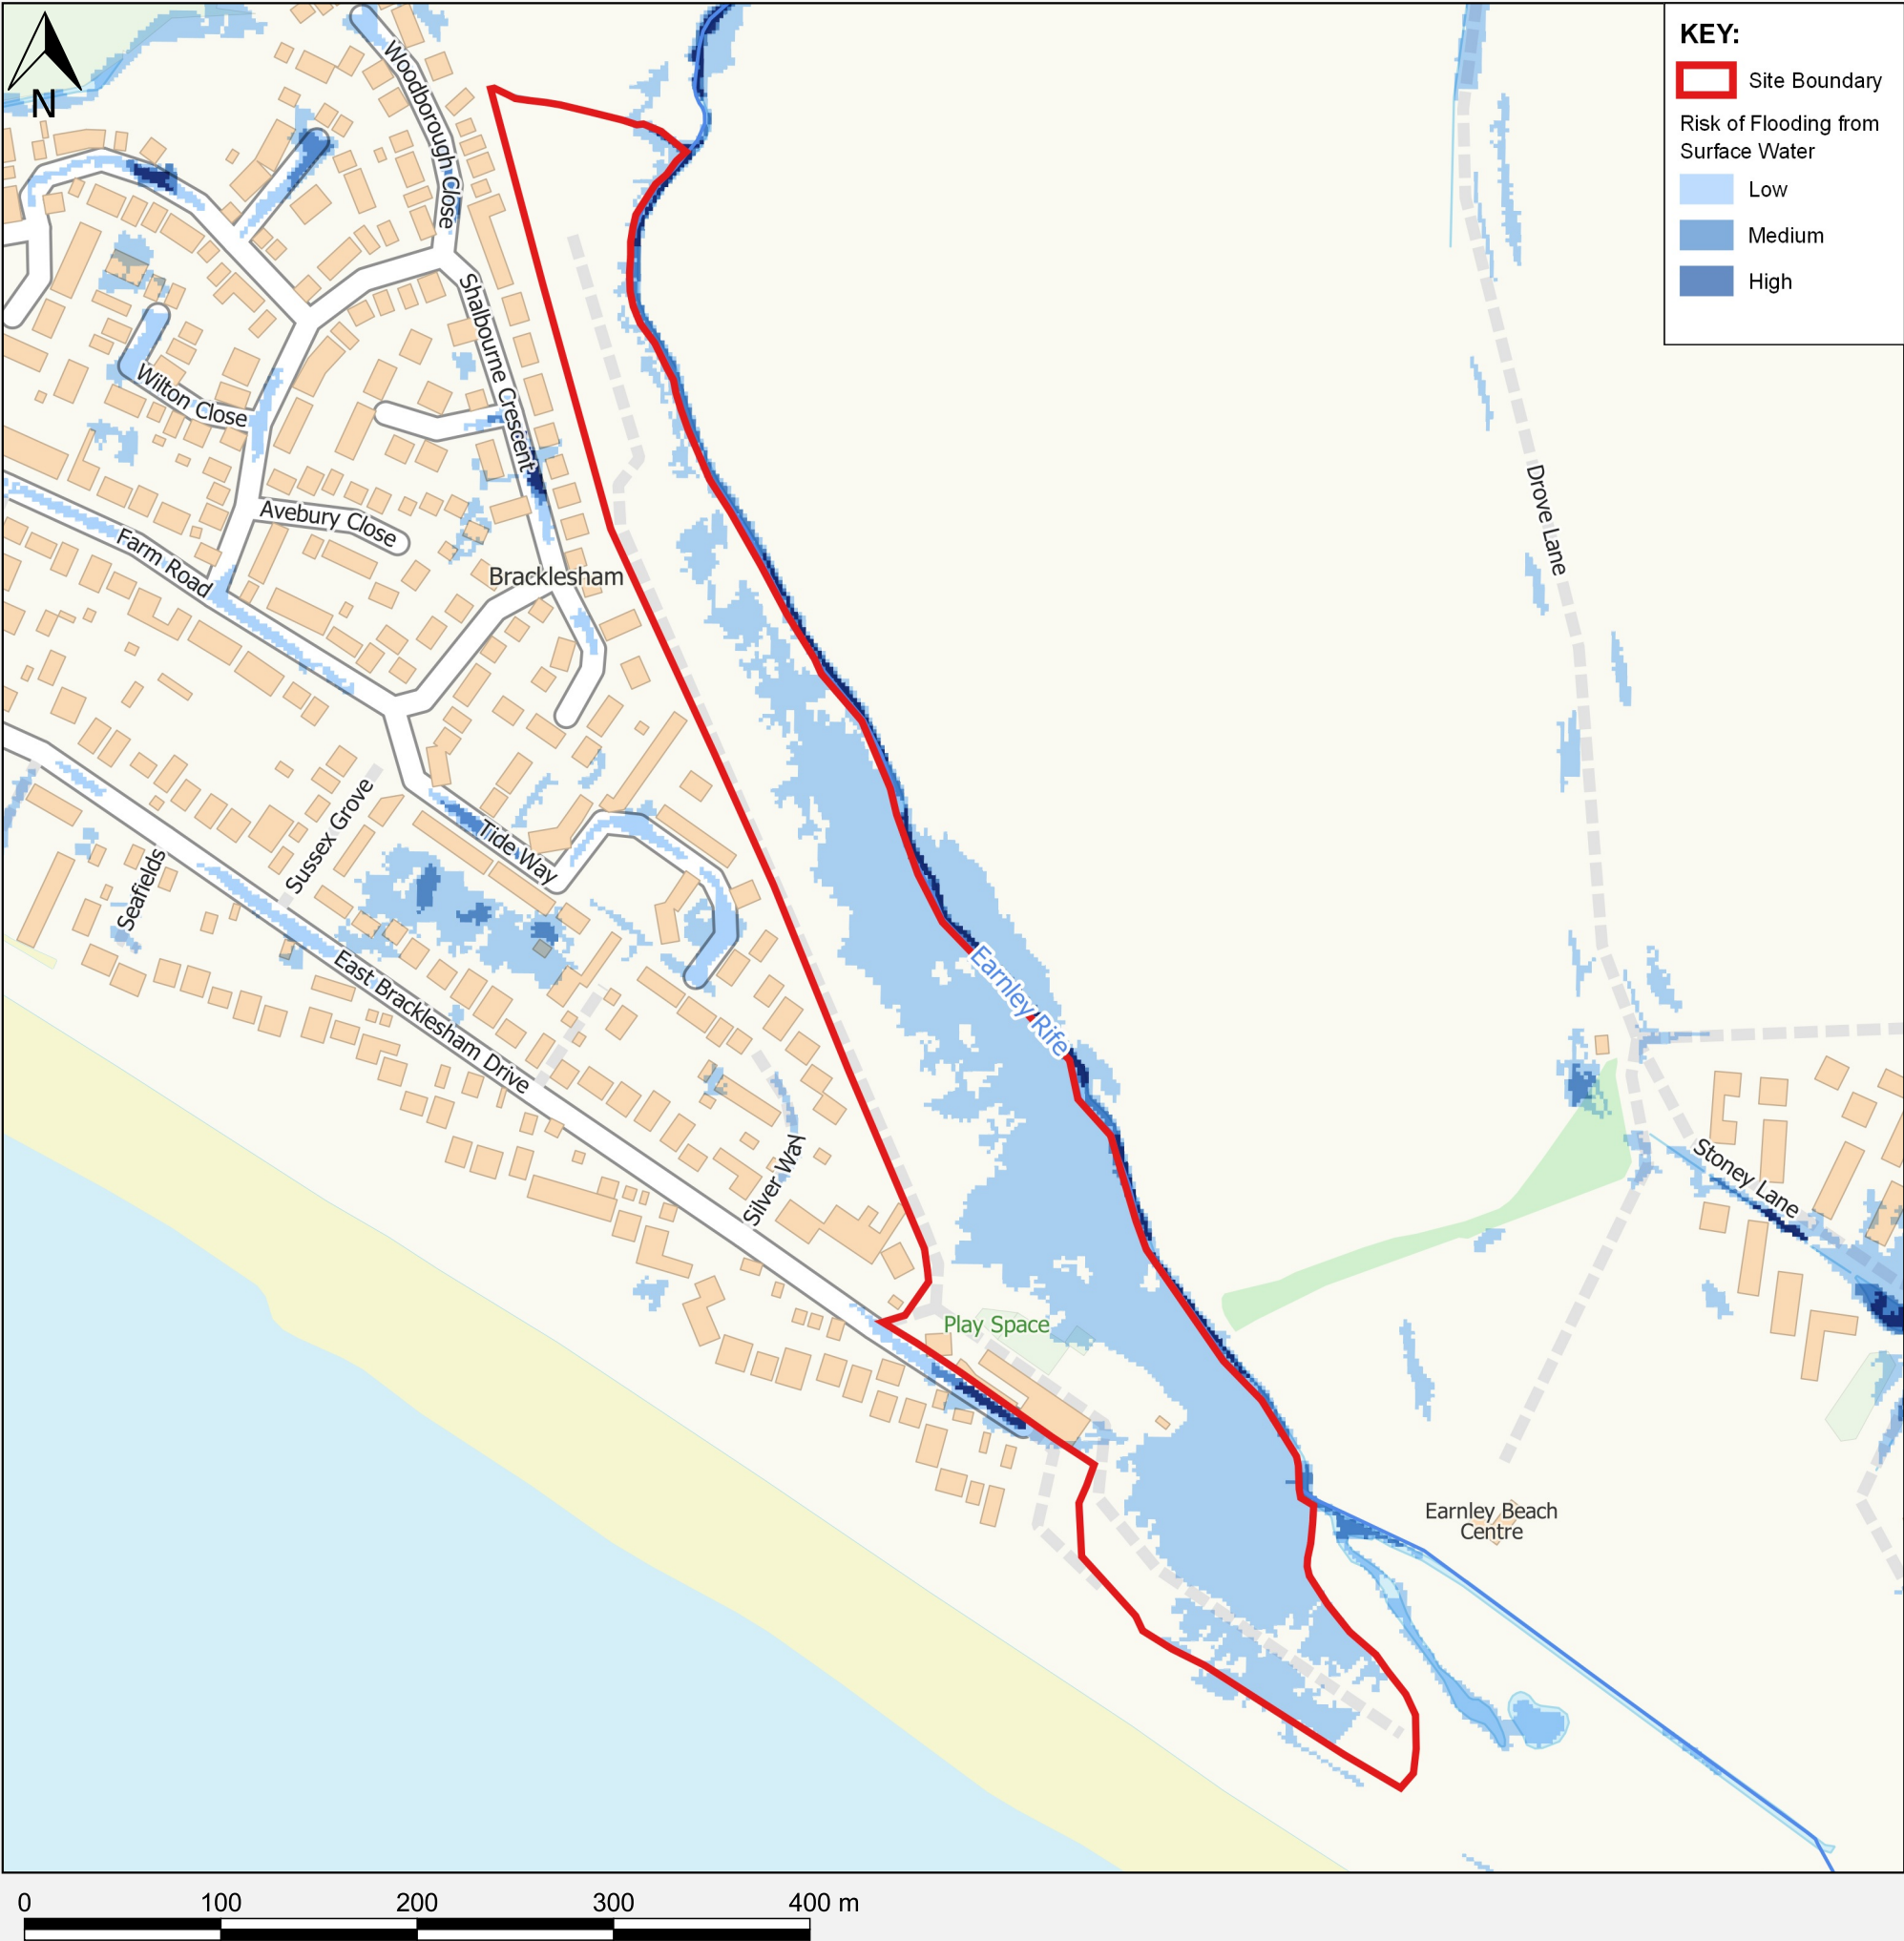 N
KEY:
Site Boundary
Risk of Flooding from
Surface Water
Low
Medium
High
Woodborough Close
Shalbourne Crescent
Wilton Close
Avebury Close
Farm Road
Bracklesham
Drove Lane
Sussex Grove
Tide Way
Seafields
East Bracklesham Drive
Earnley Rife
Silver Way
Stoney Lane
Play Space
Earnley Beach
Centre
0 100 200 300 400 m